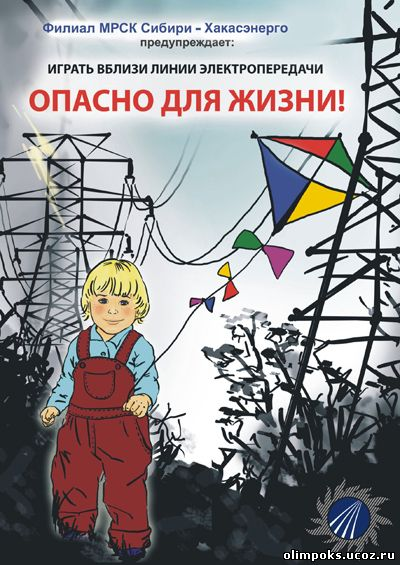 Филиал МРСК Сибири - Хакасэнерго
предупреждает:
ИГРАТЬ ВБЛИЗИ ЛИНИИ ЭЛЕКТРОПЕРЕДАЧИ
ОПАСНО ДЛЯ ЖИЗНИ!
olimpoks.ucoz.ru